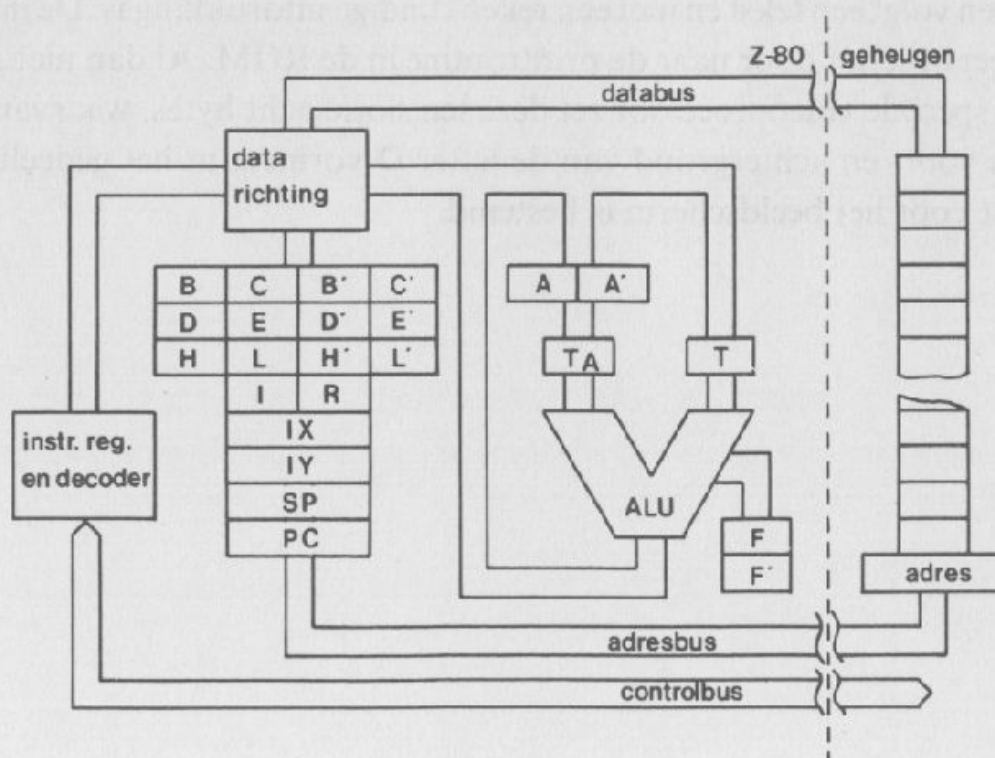 Z-80
geheugen
databus
data
richting
B C B' C'
D E D' E'
H L H' L'
I R
IX
IY
SP
PC
instr. reg.
en decoder
A A'
TA
T
ALU
F
F'
adres
adresbus
controlbus